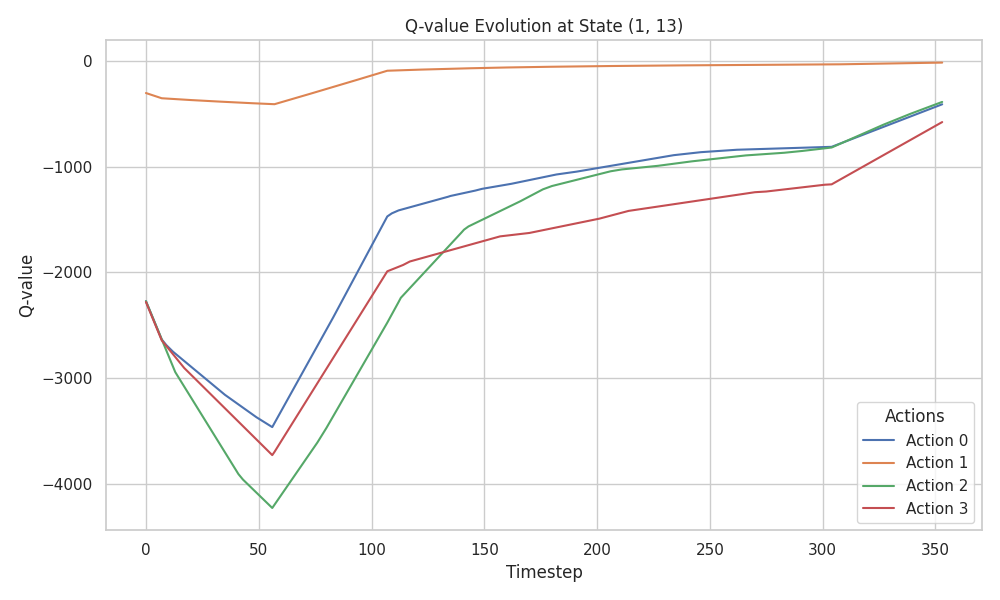 Q-value Evolution at State (1, 13)
Q-value
0
−1000
−2000
−3000
−4000
0
50
100
150
200
250
300
350
Timestep
Actions
Action 0
Action 1
Action 2
Action 3